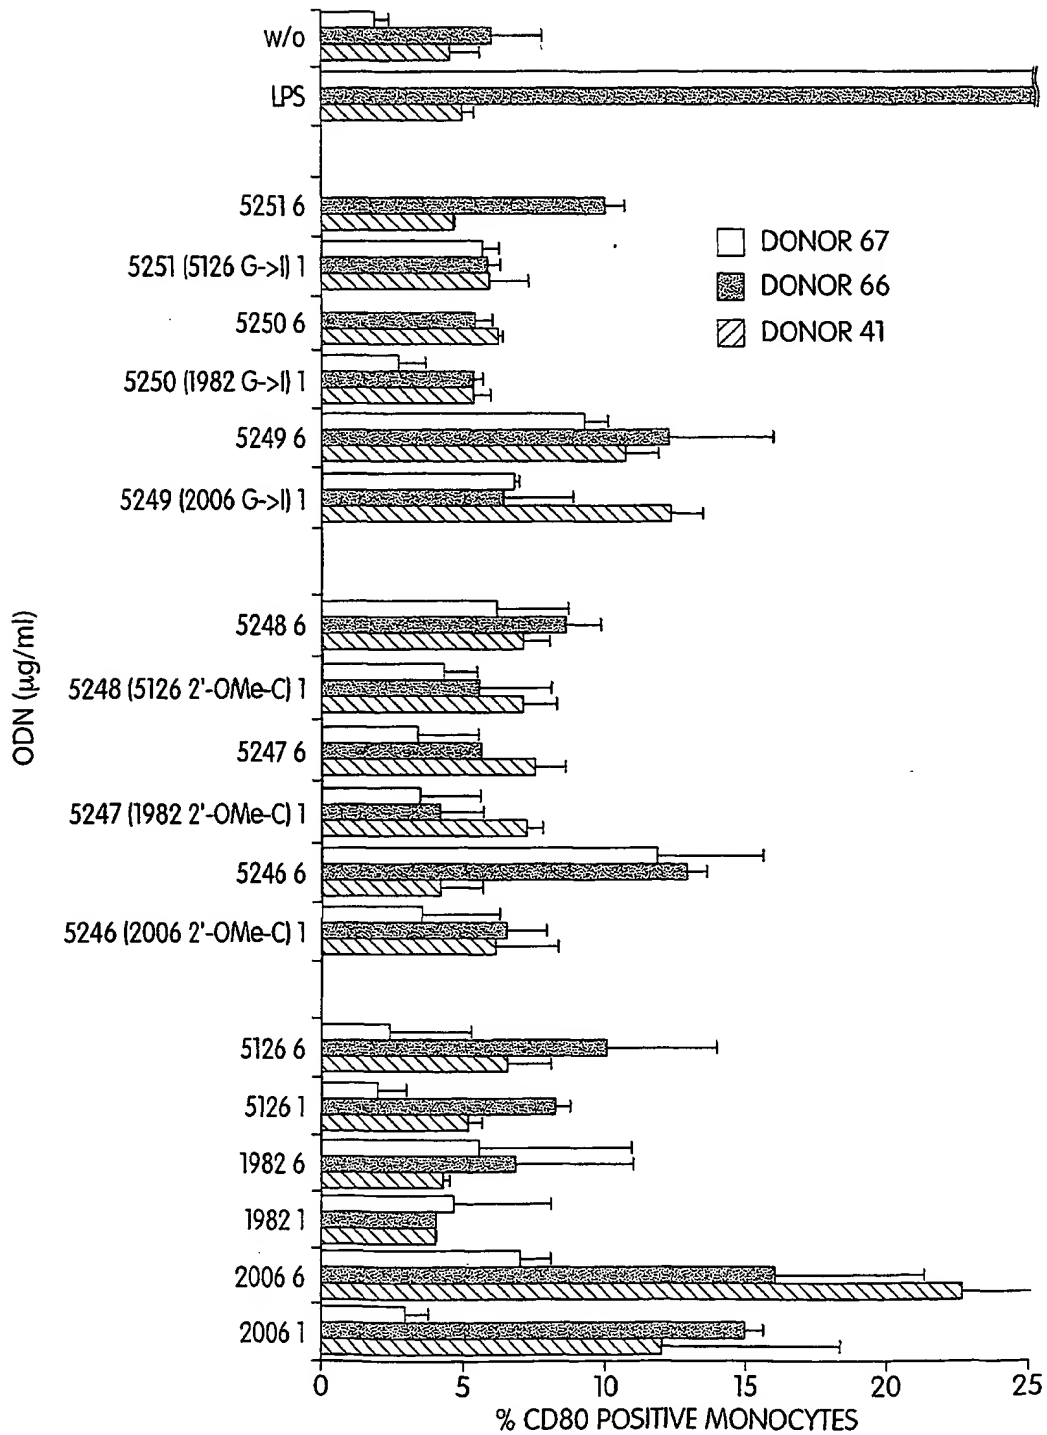 w/o
LPS
5251 6
5251 (5126 G->I) 1
5250 6
5250 (1982 G->I) 1
5249 6
5249 (2006 G->I) 1
DONOR 67
DONOR 66
DONOR 41
ODN (µg/ml)
5248 6
5248 (5126 2'-OMe-C) 1
5247 6
5247 (1982 2'-OMe-C) 1
5246 6
5246 (2006 2'-OMe-C) 1
5126 6
5126 1
1982 6
1982 1
2006 6
2006 1
0 5 10 15 20 25
% CD80 POSITIVE MONOCYTES